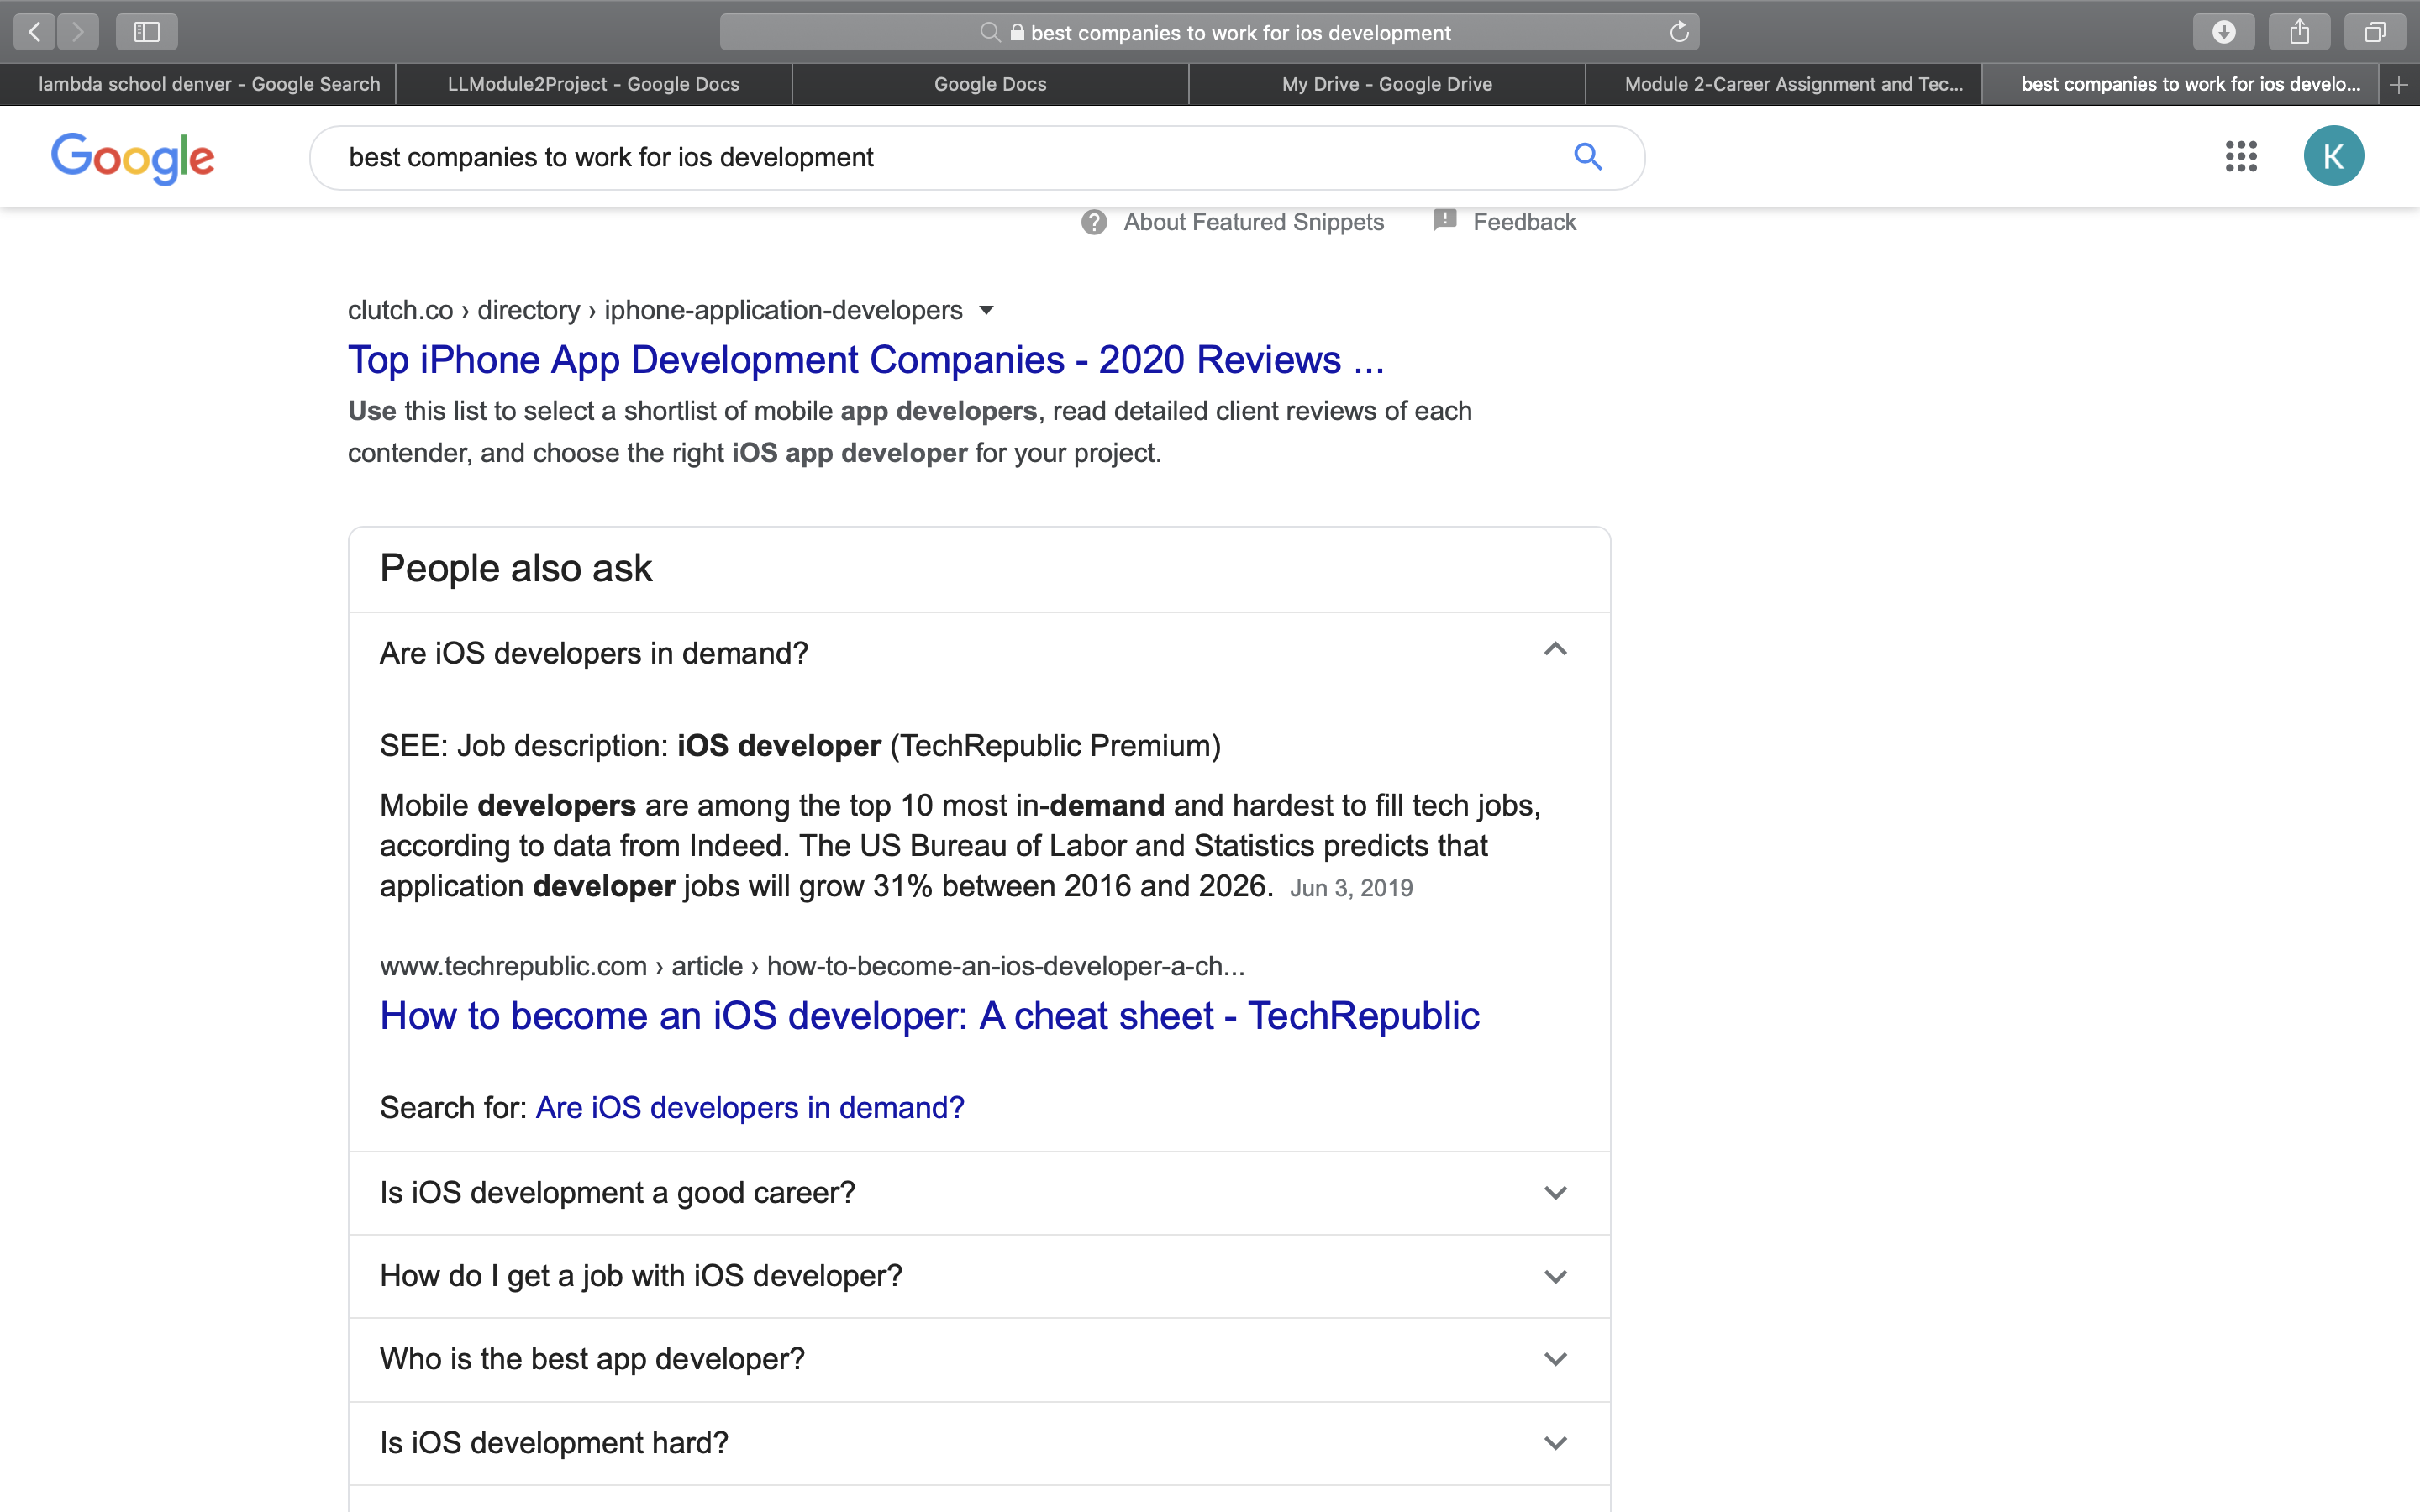 best companies to work for ios development
lambda school denver - Google Search
LLModule2Project - Google Docs
Google Docs
My Drive - Google Drive
Module 2-Career Assignment and Tec...
best companies to work for ios develo...
Google
best companies to work for ios development
K
About Featured Snippets
Feedback
clutch.co › directory › iphone-application-developers
Top iPhone App Development Companies - 2020 Reviews ...
Use this list to select a shortlist of mobile app developers, read detailed client reviews of each
contender, and choose the right iOS app developer for your project.
People also ask
Are iOS developers in demand?
SEE: Job description: iOS developer (TechRepublic Premium)
Mobile developers are among the top 10 most in-demand and hardest to fill tech jobs,
according to data from Indeed. The US Bureau of Labor and Statistics predicts that
application developer jobs will grow 31% between 2016 and 2026. Jun 3, 2019
www.techrepublic.com › article › how-to-become-an-ios-developer-a-ch...
How to become an iOS developer: A cheat sheet - TechRepublic
Search for: Are iOS developers in demand?
Is iOS development a good career?
How do I get a job with iOS developer?
Who is the best app developer?
Is iOS development hard?